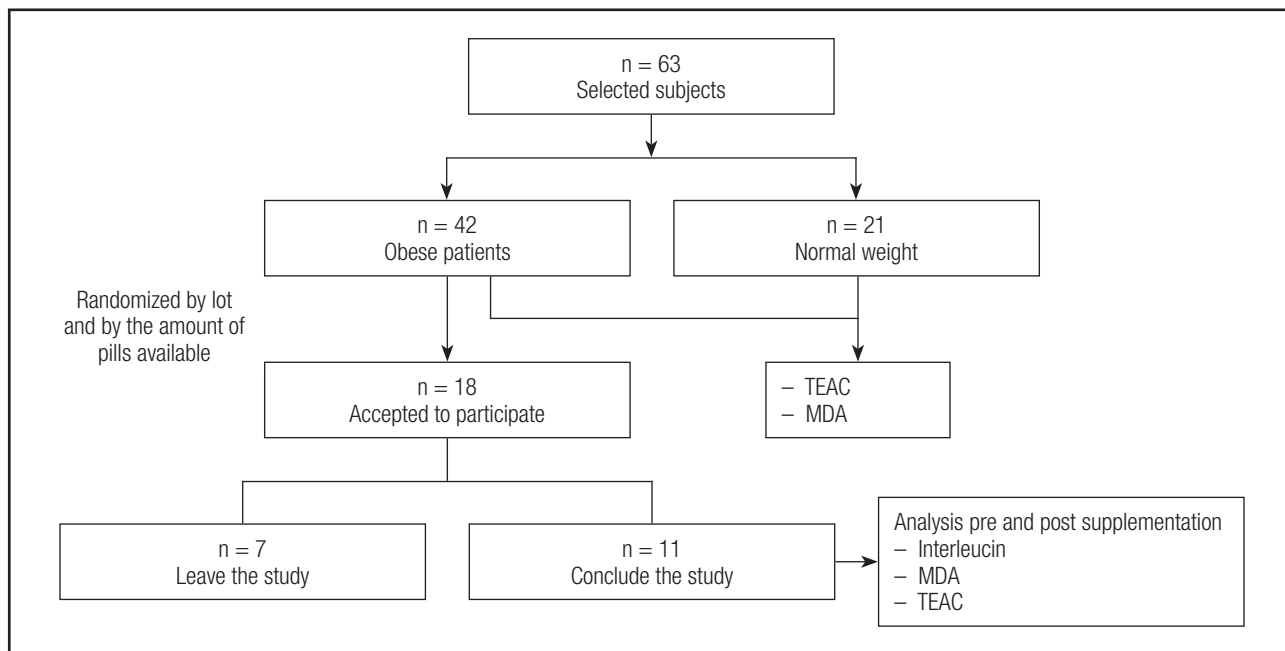 n = 63
Selected subjects
n = 42
Obese patients
n = 21
Normal weight
Randomized by lot
and by the amount of
pills available
n = 18
Accepted to participate
– TEAC
– MDA
n = 7
Leave the study
n = 11
Conclude the study
Analysis pre and post supplementation
– Interleucin
– MDA
– TEAC